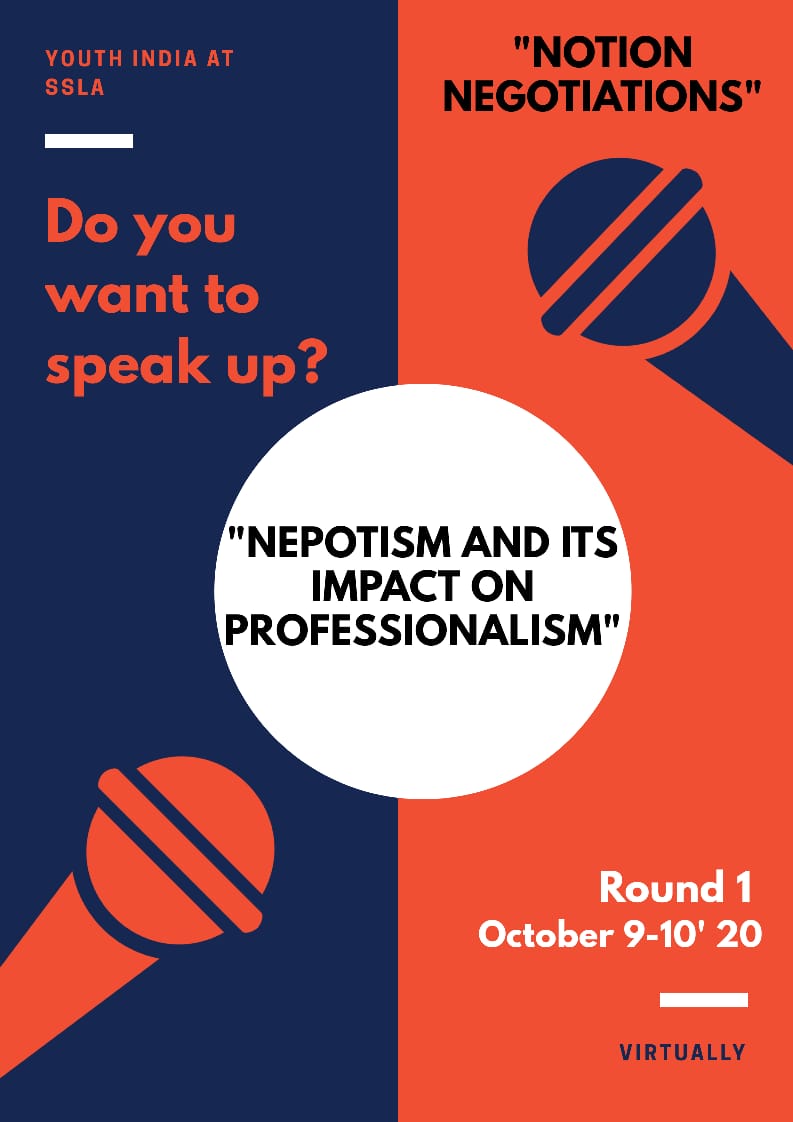 YOUTH INDIA AT
SSLA
"NOTION
NEGOTIATIONS"
Do you
want to
speak up?
"NEPOTISM AND ITS
IMPACT ON
PROFESSIONALISM"
Round 1
October 9-10' 20
VIRTUALLY